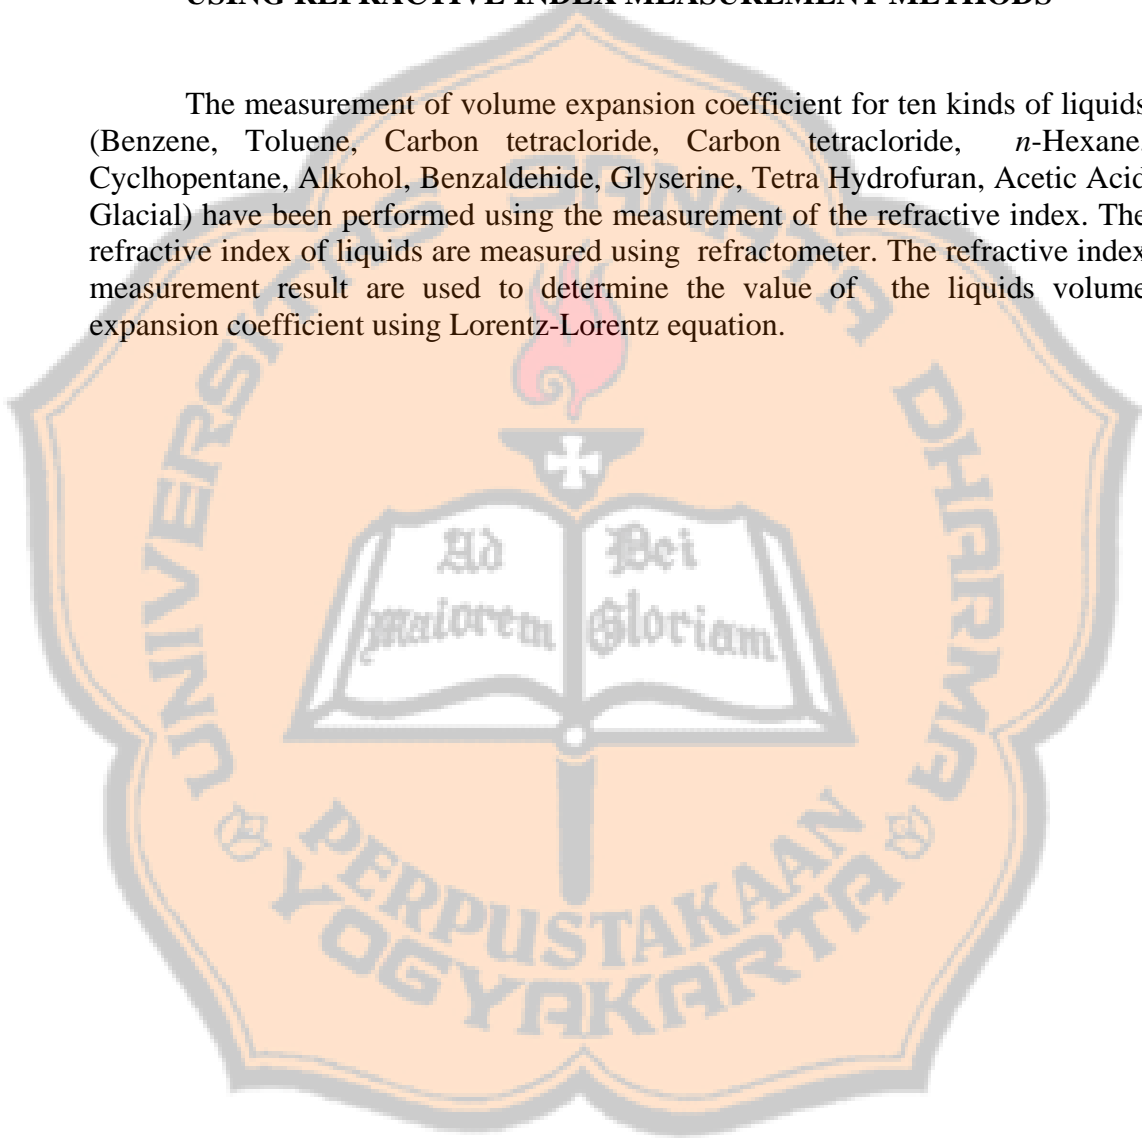 USING REFRACTIVE INDEX MEASUREMENT METHODS
The measurement of volume expansion coefficient for ten kinds of liquids
(Benzene, Toluene, Carbon tetracloride, Carbon tetracloride, n-Hexane,
Cyclhopentane, Alkohol, Benzaldehide, Glyserine, Tetra Hydrofuran, Acetic Acid
Glacial) have been performed using the measurement of the refractive index. The
refractive index of liquids are measured using refractometer. The refractive index
measurement result are used to determine the value of the liquids volume
expansion coefficient using Lorentz-Lorentz equation.
UNIVERSITAS SANATA DHARMA
Ad Dei
maiorem Gloriam
PERPUSTAKAAN
YOGYAKARTA